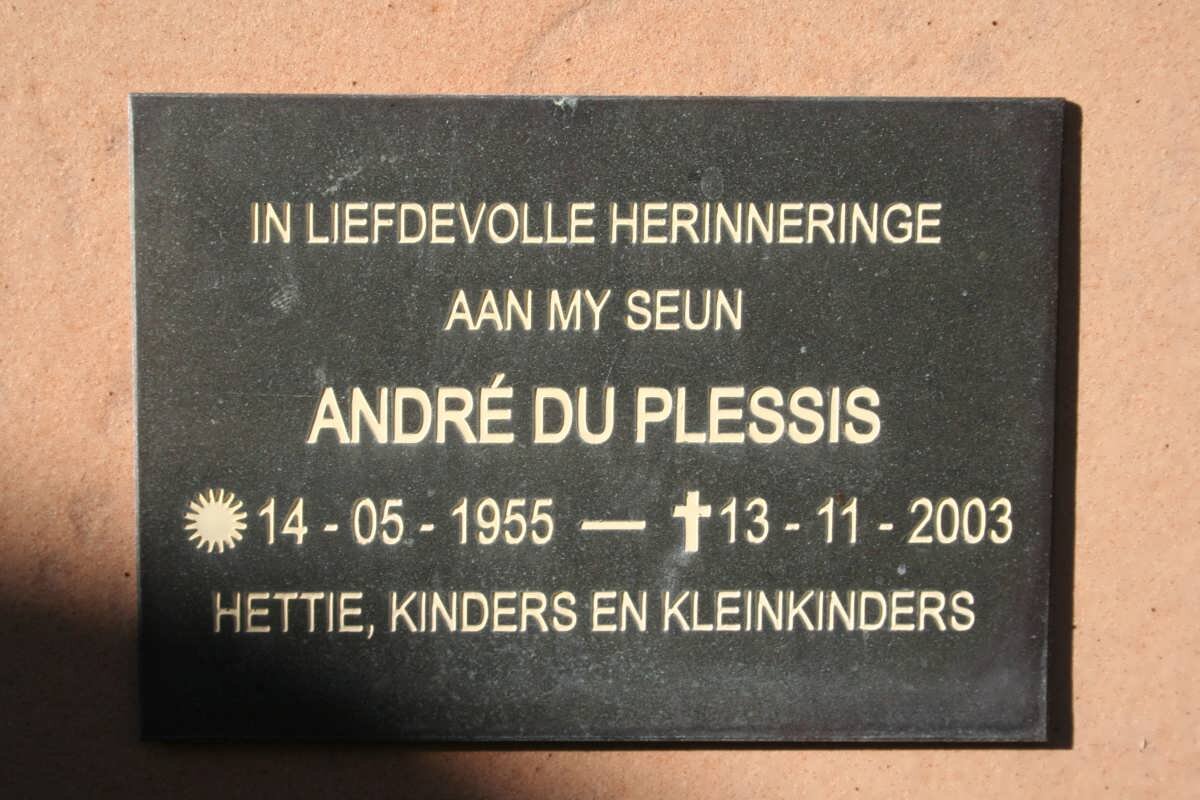 IN LIEFDEVOLLE HERINNERINGE
AAN MY SEUN
ANDRÉ DU PLESSIS
14 - 05 - 1955 — ✝ 13 - 11 - 2003
HETTIE, KINDERS EN KLEINKINDERS